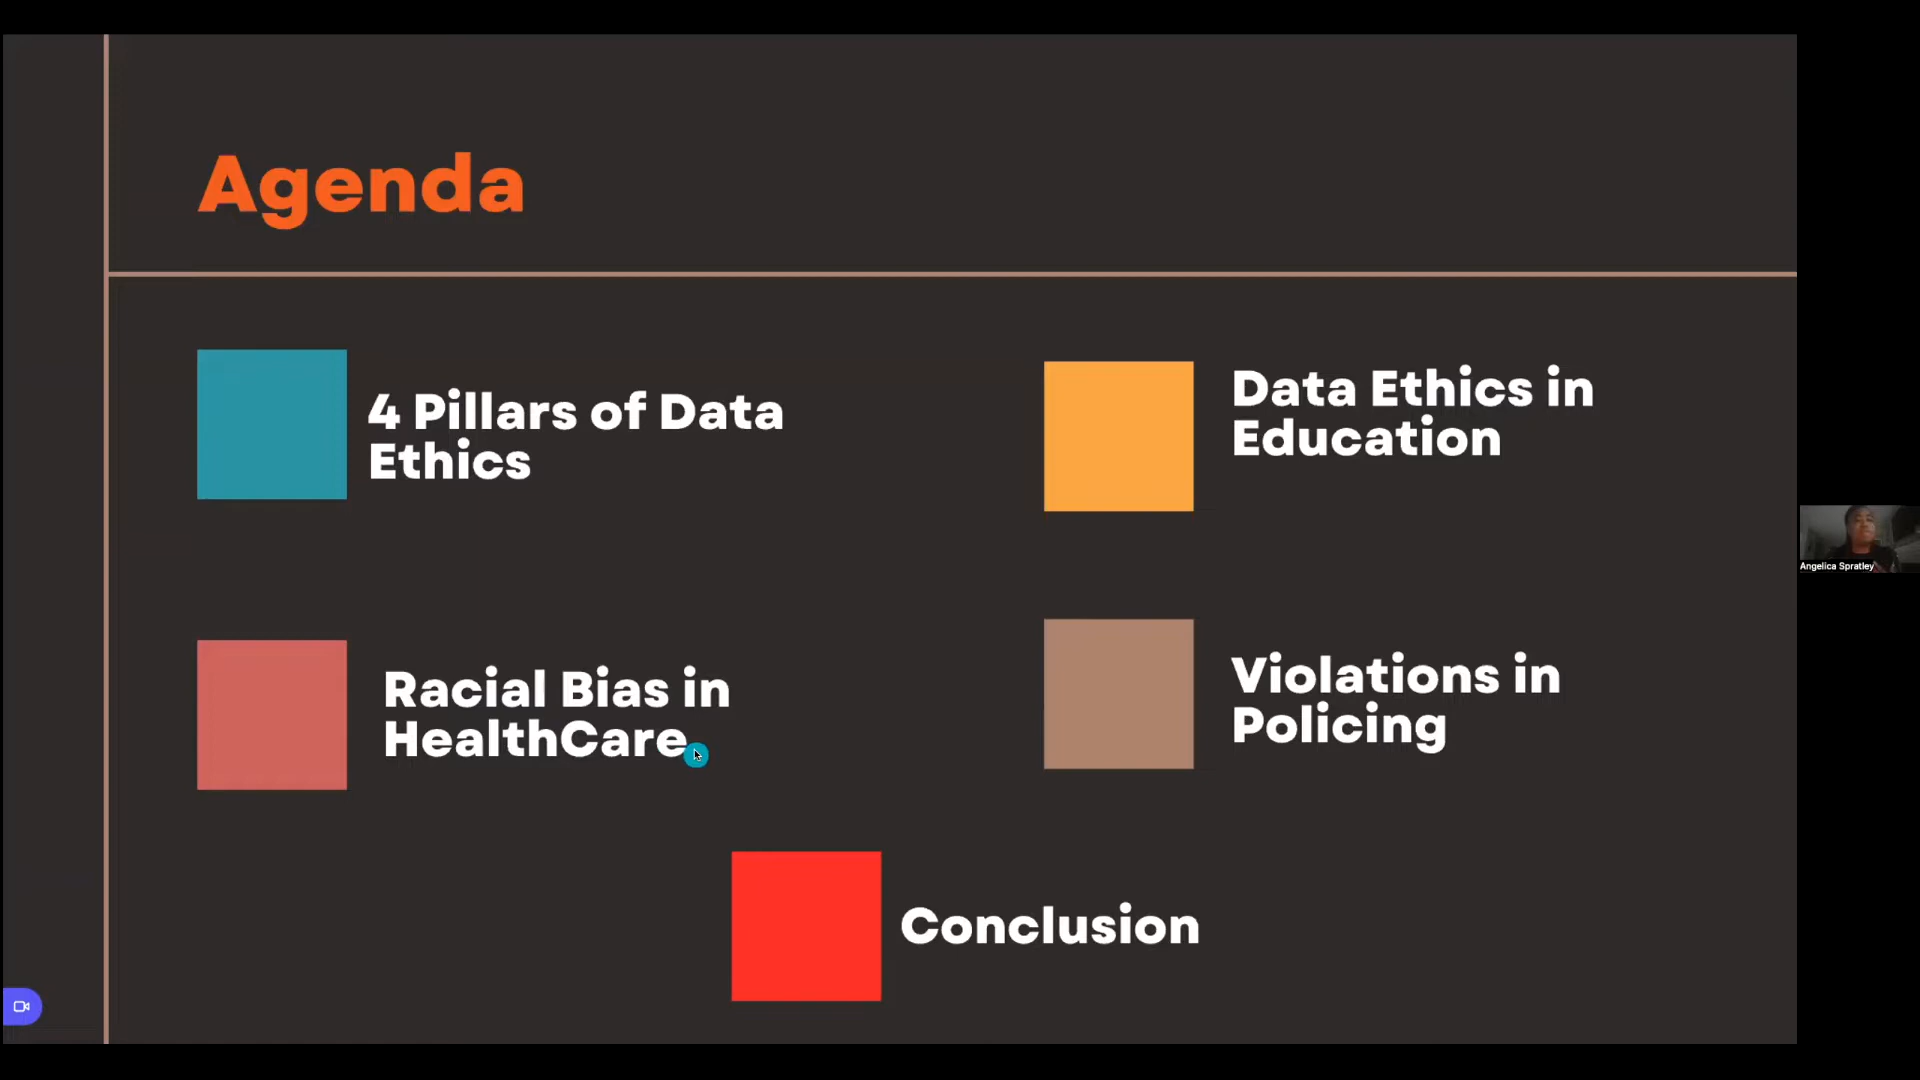 Agenda
4 Pillars of Data
Ethics
Data Ethics in
Education
Racial Bias in
HealthCare
Violations in
Policing
Conclusion
Angelica Spratley